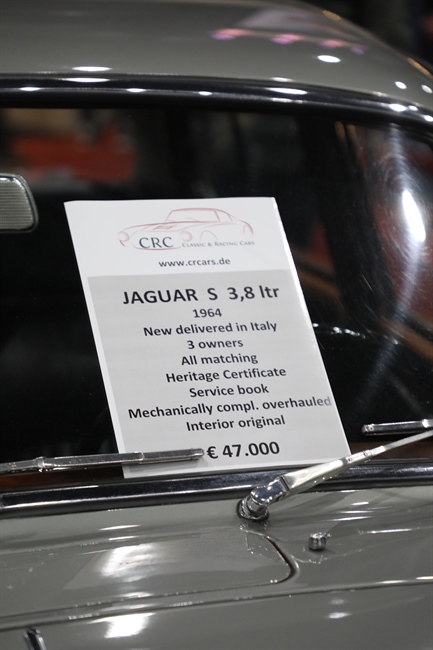 CRC CLASSIC & RACING CARS
www.crcars.de
JAGUAR S 3,8 ltr
1964
New delivered in Italy
3 owners
All matching
Heritage Certificate
Service book
Mechanically compl. overhauled
Interior original
€ 47.000